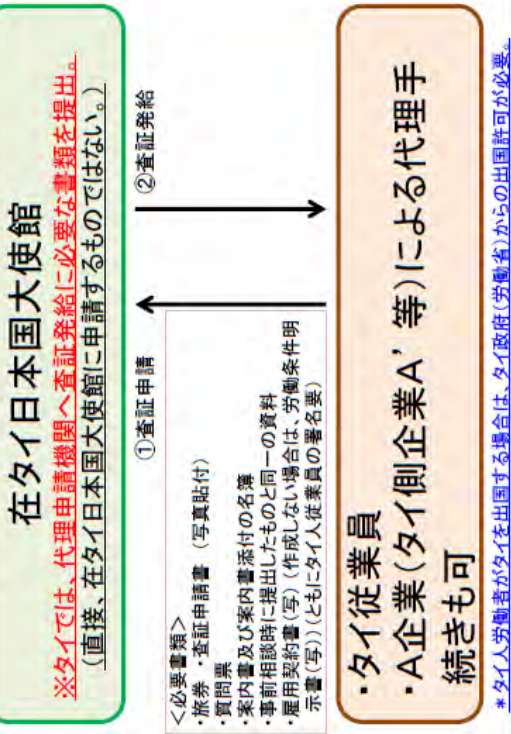 在タイ日本国大使館
※タイでは、代理申請機関へ査証発給に必要な書類を提出。
（直接、在タイ日本国大使館に申請するものではない。）
①査証申請
②査証発給
＜必要書類＞
・旅券　・査証申請書　（写真貼付）
・質問票
・案内書及び案内書添付の名簿
・事前相談時に提出したものと同一の資料
・雇用契約書（写）（作成しない場合は、労働条件明
示書（写））（ともにタイ人従業員の署名要）
・タイ従業員
・A企業（タイ側企業A’等）による代理手
続きも可
＊タイ人労働者がタイを出国する場合は、タイ政府（労働省）からの出国許可が必要。